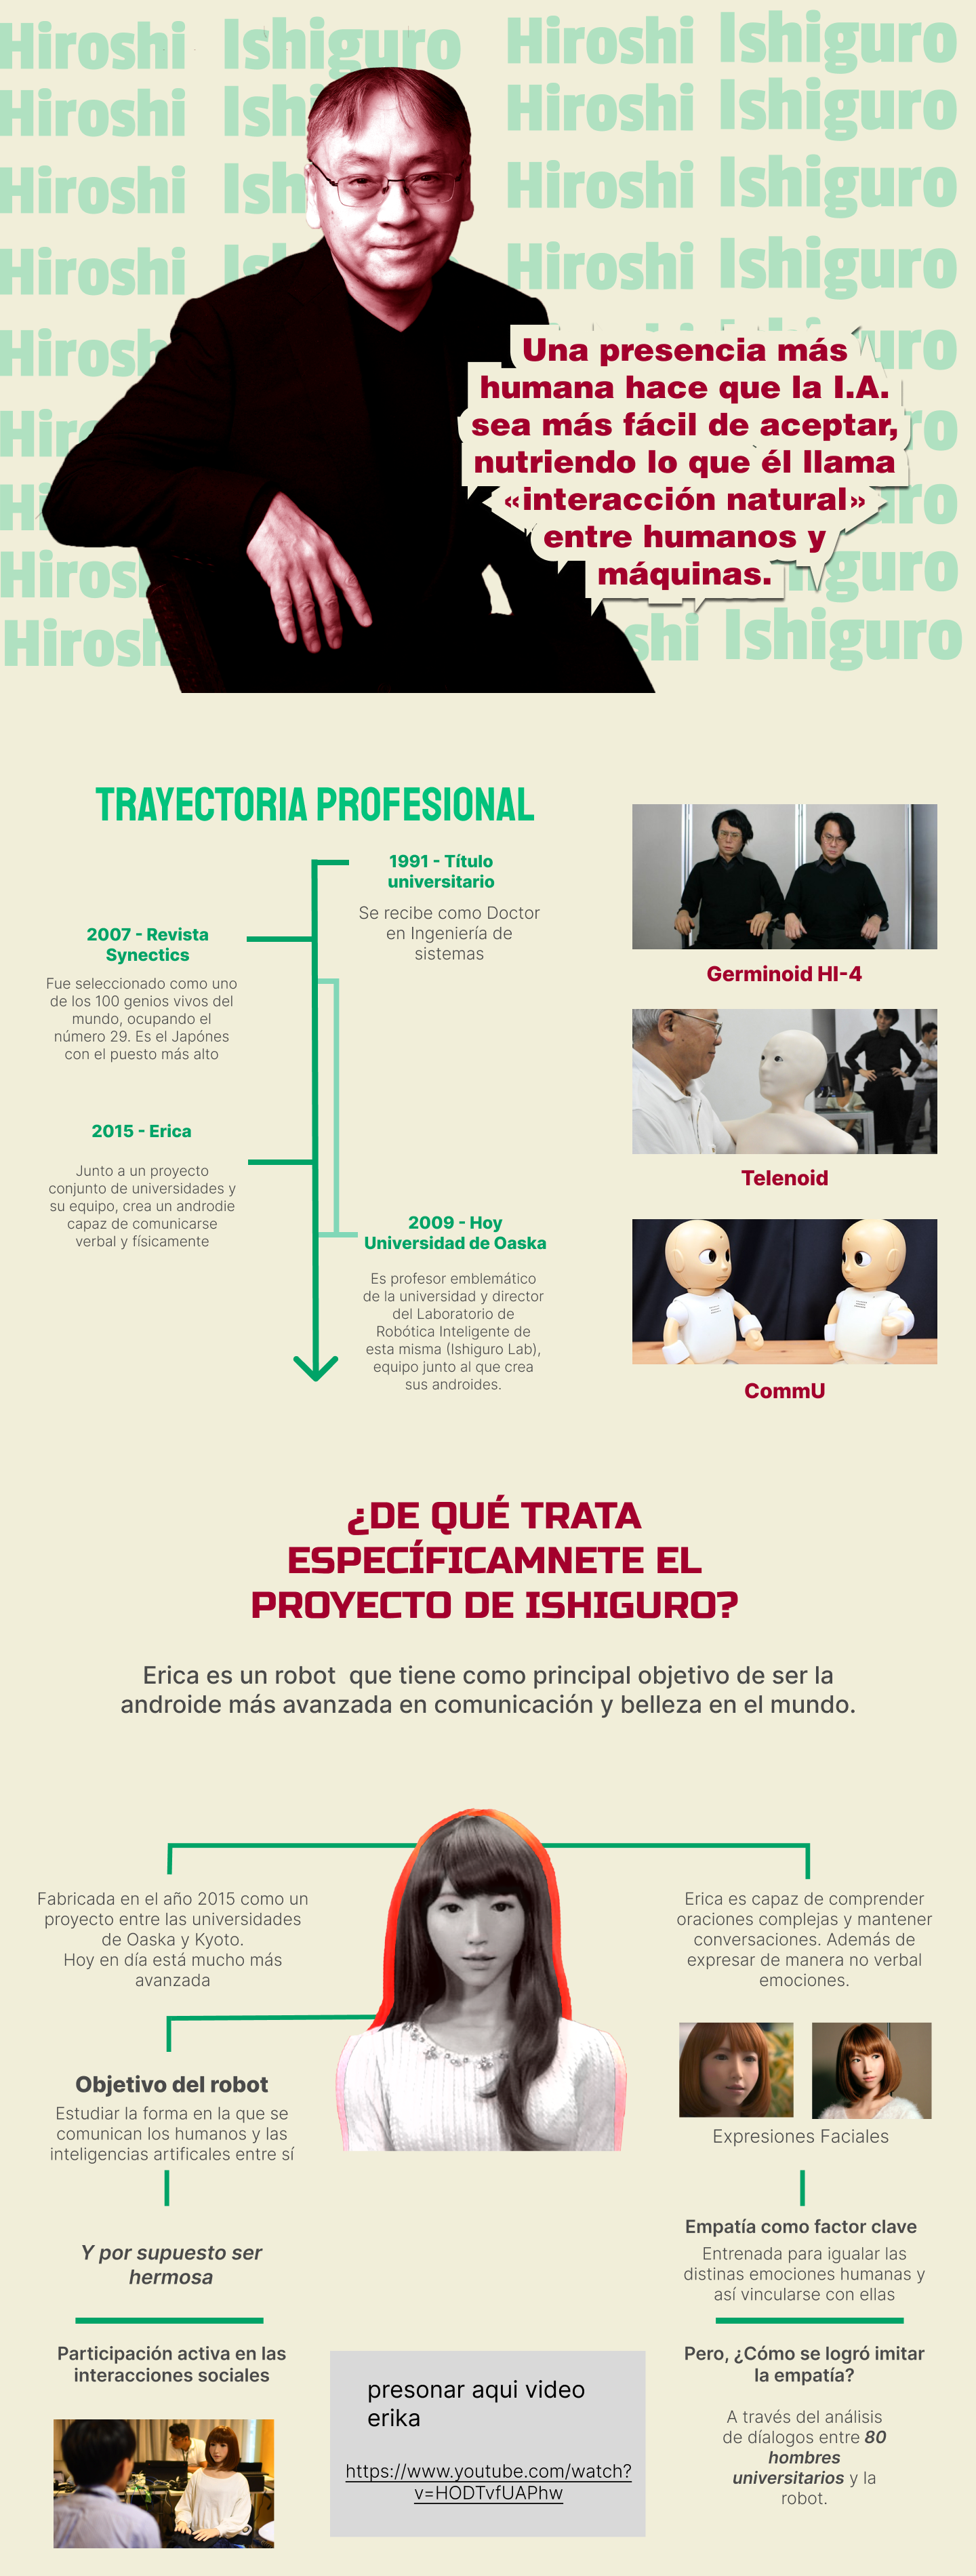 Hiroshi Ishiguro Hiroshi Ishiguro
Hiroshi Ishi Hiroshi Ishiguro
Hiroshi Ish Hiroshi Ishiguro
Hiroshi Hiroshi Ishiguro
Una presencia más
humana hace que la I.A.
sea más fácil de aceptar,
nutriendo lo que él llama
«interacción natural»
entre humanos y
máquinas.
Hirosh shi Ishiguro
TRAYECTORIA PROFESIONAL
1991 - Título
universitario
Se recibe como Doctor
en Ingeniería de
sistemas
2007 - Revista
Synectics
Fue seleccionado como uno
de los 100 genios vivos del
mundo, ocupando el
número 29. Es el Japónes
con el puesto más alto
2015 - Erica
Junto a un proyecto
conjunto de universidades y
su equipo, crea un androdie
capaz de comunicarse
verbal y físicamente
2009 - Hoy
Universidad de Oaska
Es profesor emblemático
de la universidad y director
del Laboratorio de
Robótica Inteligente de
esta misma (Ishiguro Lab),
equipo junto al que crea
sus androides.
Germinoid HI-4
Telenoid
CommU
¿DE QUÉ TRATA
ESPECÍFICAMNETE EL
PROYECTO DE ISHIGURO?
Erica es un robot que tiene como principal objetivo de ser la
androide más avanzada en comunicación y belleza en el mundo.
Fabricada en el año 2015 como un
proyecto entre las universidades
de Oaska y Kyoto.
Hoy en día está mucho más
avanzada
Objetivo del robot
Estudiar la forma en la que se
comunican los humanos y las
inteligencias artificales entre sí
Y por supuesto ser
hermosa
Participación activa en las
interacciones sociales
Erica es capaz de comprender
oraciones complejas y mantener
conversaciones. Además de
expresar de manera no verbal
emociones.
Expresiones Faciales
Empatía como factor clave
Entrenada para igualar las
distinas emociones humanas y
así vincularse con ellas
Pero, ¿Cómo se logró imitar
la empatía?
A través del análisis
de díalogos entre 80
hombres
universitarios y la
robot.
presonar aqui video
erika
https://www.youtube.com/watch?
v=HODTvfUAPhw